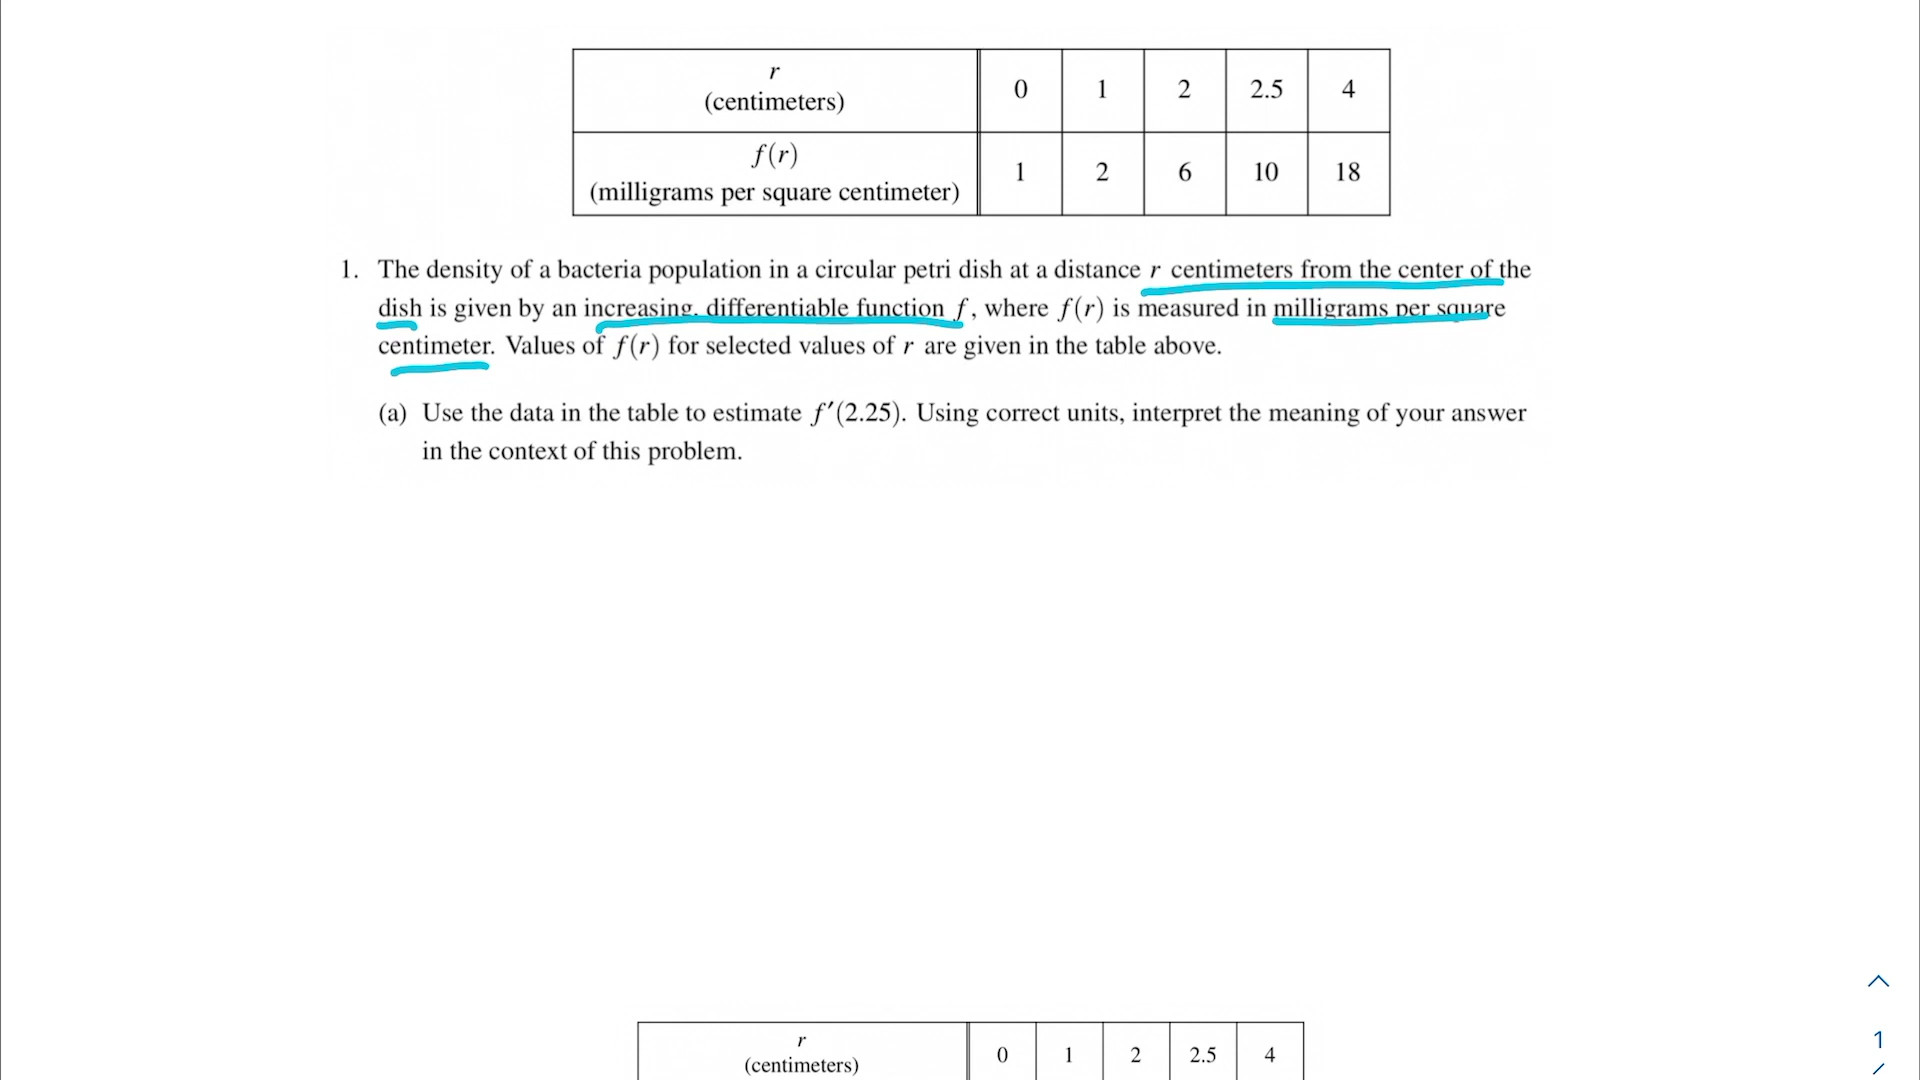 r
(centimeters) 0 1 2 2.5 4
f(r)
(milligrams per square centimeter) 1 2 6 10 18
1. The density of a bacteria population in a circular petri dish at a distance r centimeters from the center of the
dish is given by an increasing, differentiable function f, where f(r) is measured in milligrams per square
centimeter. Values of f(r) for selected values of r are given in the table above.
(a) Use the data in the table to estimate f′(2.25). Using correct units, interpret the meaning of your answer
in the context of this problem.
r
(centimeters) 0 1 2 2.5 4
1